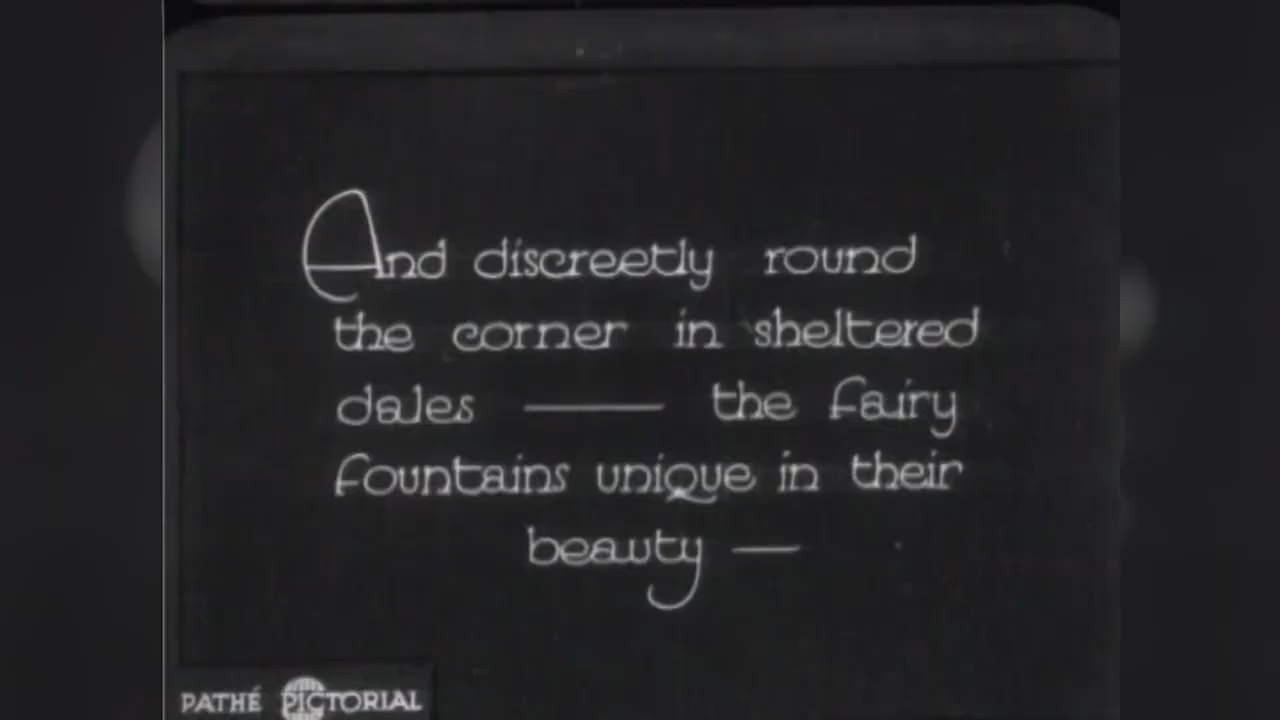 And discreetly round
the corner in sheltered
dales —— the Fairy
Fountains unique in their
beauty —
PATHÉ PICTORIAL